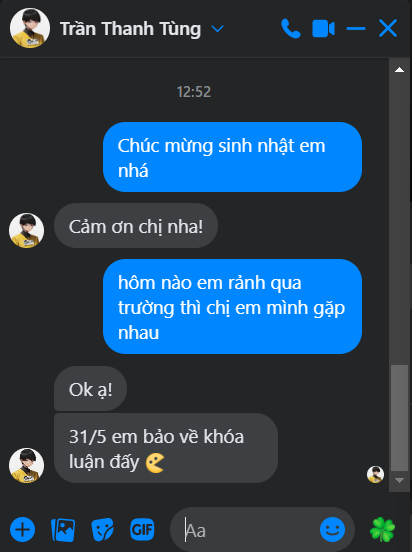 Trần Thanh Tùng
12:52
Chúc mừng sinh nhật em
nhá
Cảm ơn chị nha!
hôm nào em rảnh qua
trường thì chị em mình gặp
nhau
Ok ạ!
31/5 em bảo về khóa
luận đấy
GIF
Aa